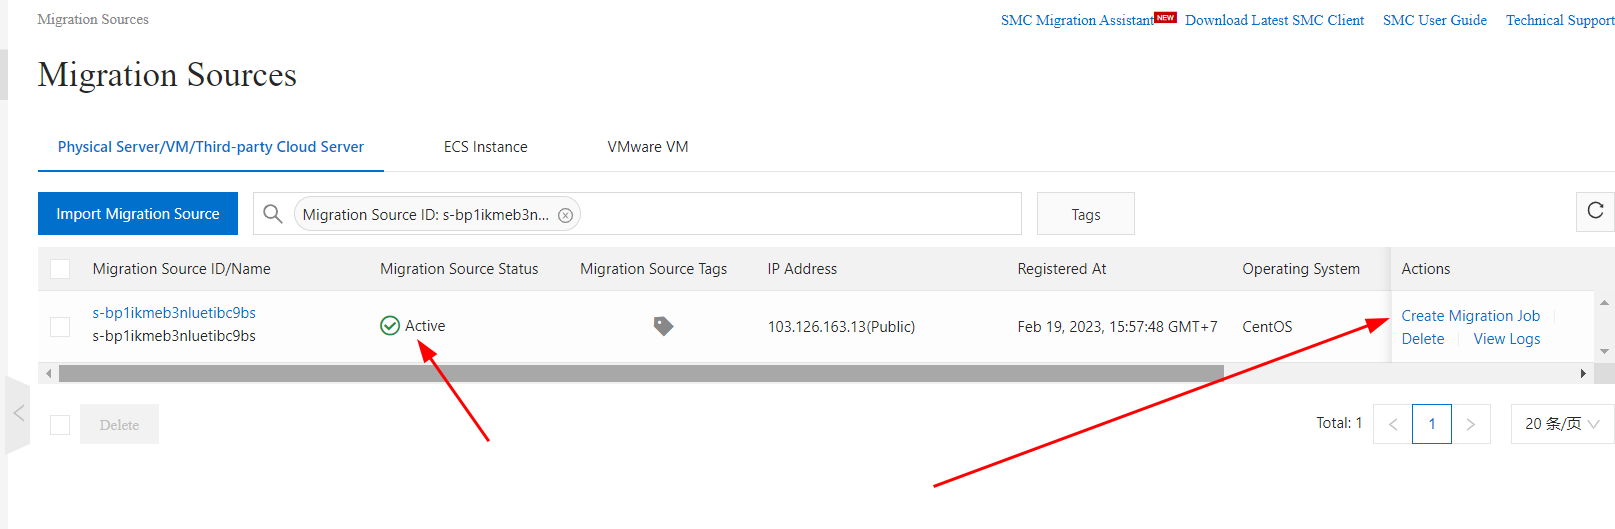 Migration Sources
SMC Migration Assistant NEW Download Latest SMC Client SMC User Guide Technical Support
Migration Sources
Physical Server/VM/Third-party Cloud Server ECS Instance VMware VM
Import Migration Source Migration Source ID: s-bp1ikmeb3n... Tags
Migration Source ID/Name Migration Source Status Migration Source Tags IP Address Registered At Operating System Actions
s-bp1ikmeb3nluetibc9bs
s-bp1ikmeb3nluetibc9bs
Active 103.126.163.13(Public) Feb 19, 2023, 15:57:48 GMT+7 CentOS
Create Migration Job
Delete View Logs
Delete Total: 1 1 20 条/页